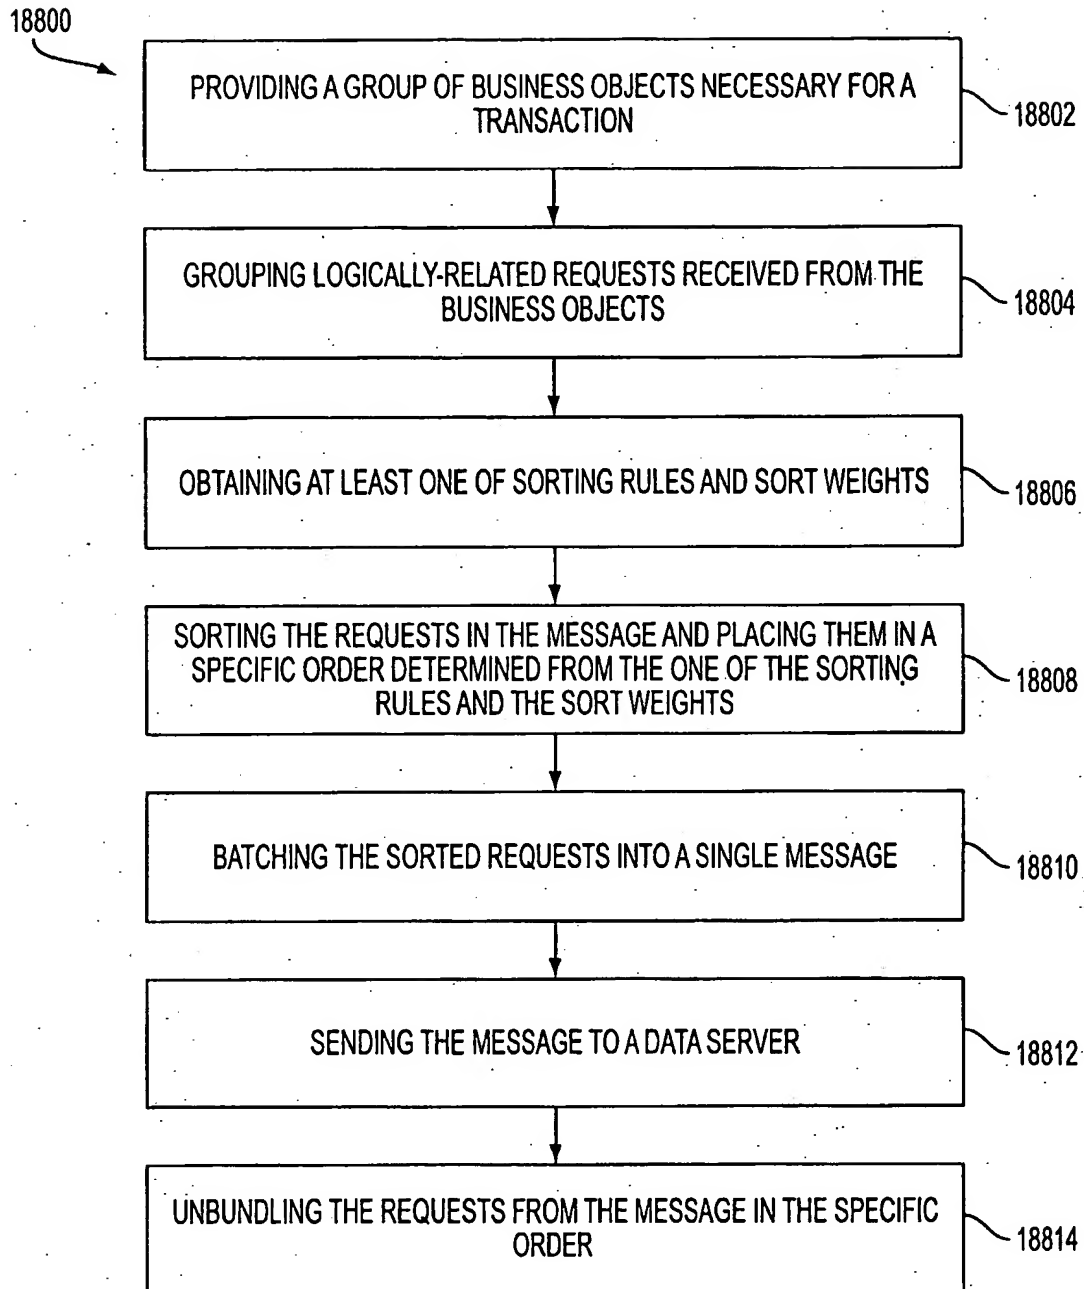 18800
PROVIDING A GROUP OF BUSINESS OBJECTS NECESSARY FOR A
TRANSACTION
18802
GROUPING LOGICALLY-RELATED REQUESTS RECEIVED FROM THE
BUSINESS OBJECTS
18804
OBTAINING AT LEAST ONE OF SORTING RULES AND SORT WEIGHTS
18806
SORTING THE REQUESTS IN THE MESSAGE AND PLACING THEM IN A
SPECIFIC ORDER DETERMINED FROM THE ONE OF THE SORTING
RULES AND THE SORT WEIGHTS
18808
BATCHING THE SORTED REQUESTS INTO A SINGLE MESSAGE
18810
SENDING THE MESSAGE TO A DATA SERVER
18812
UNBUNDLING THE REQUESTS FROM THE MESSAGE IN THE SPECIFIC
ORDER
18814